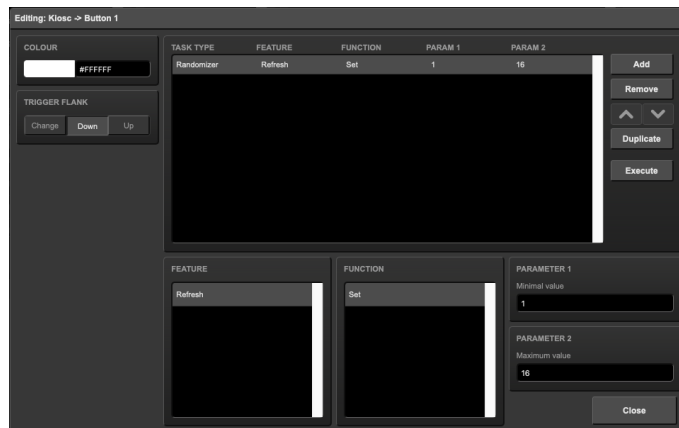 Editing: Kiosc -> Button 1
COLOUR
#FFFFFF
TRIGGER FLANK
Change Down Up
TASK TYPE FEATURE FUNCTION PARAM 1 PARAM 2
Randomizer Refresh Set 1 16
Add
Remove
Duplicate
Execute
FEATURE
Refresh
FUNCTION
Set
PARAMETER 1
Minimal value
1
PARAMETER 2
Maximum value
16
Close